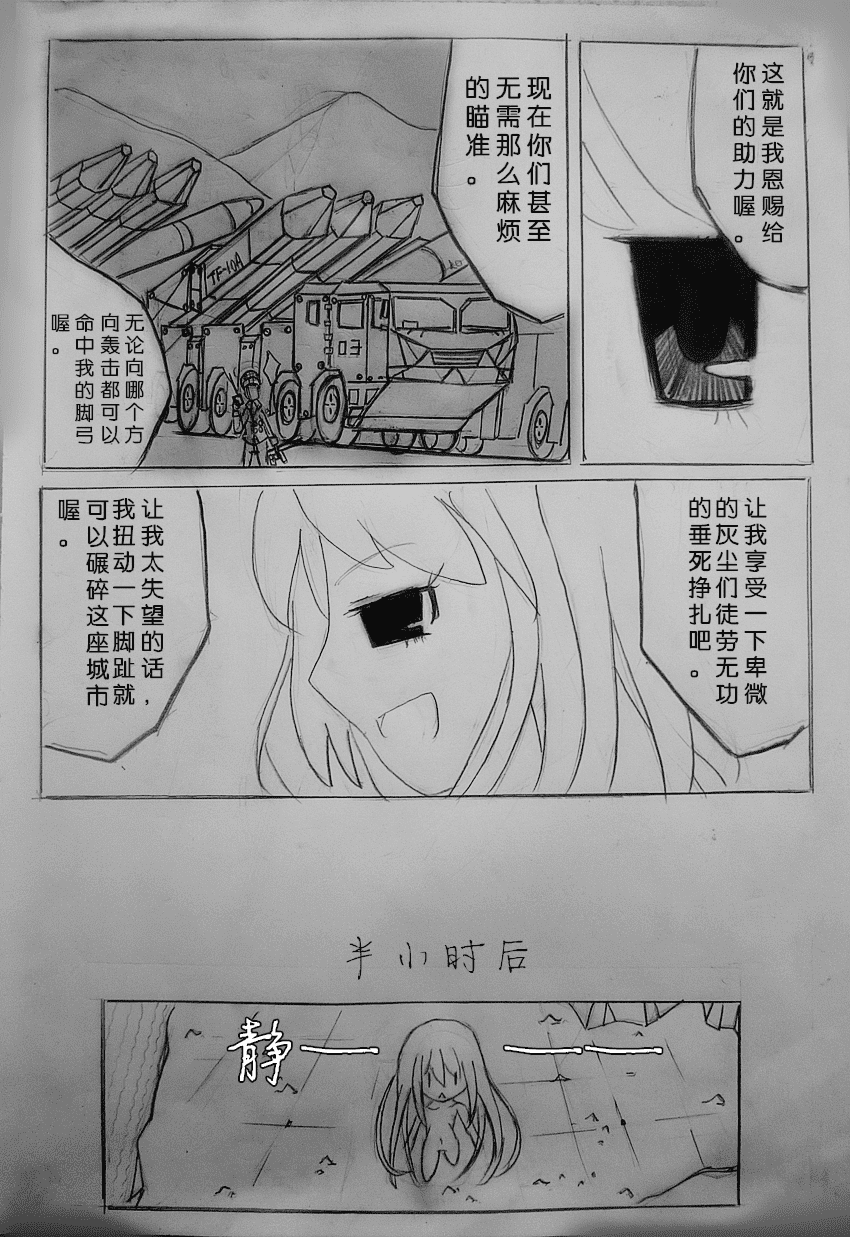 这就是我恩赐给
你们的助力喔。
现在你们甚至
无需那么麻烦
的瞄准。
TF-10A
03
无论向哪个方
向轰击都可以
命中我的脚弓
喔。
让我享受一下卑微
的灰尘们徒劳无功
的垂死挣扎吧。
让我太失望的话，
我扭动一下脚趾就
可以碾碎这座城市
喔。
半小时后
静—— ————